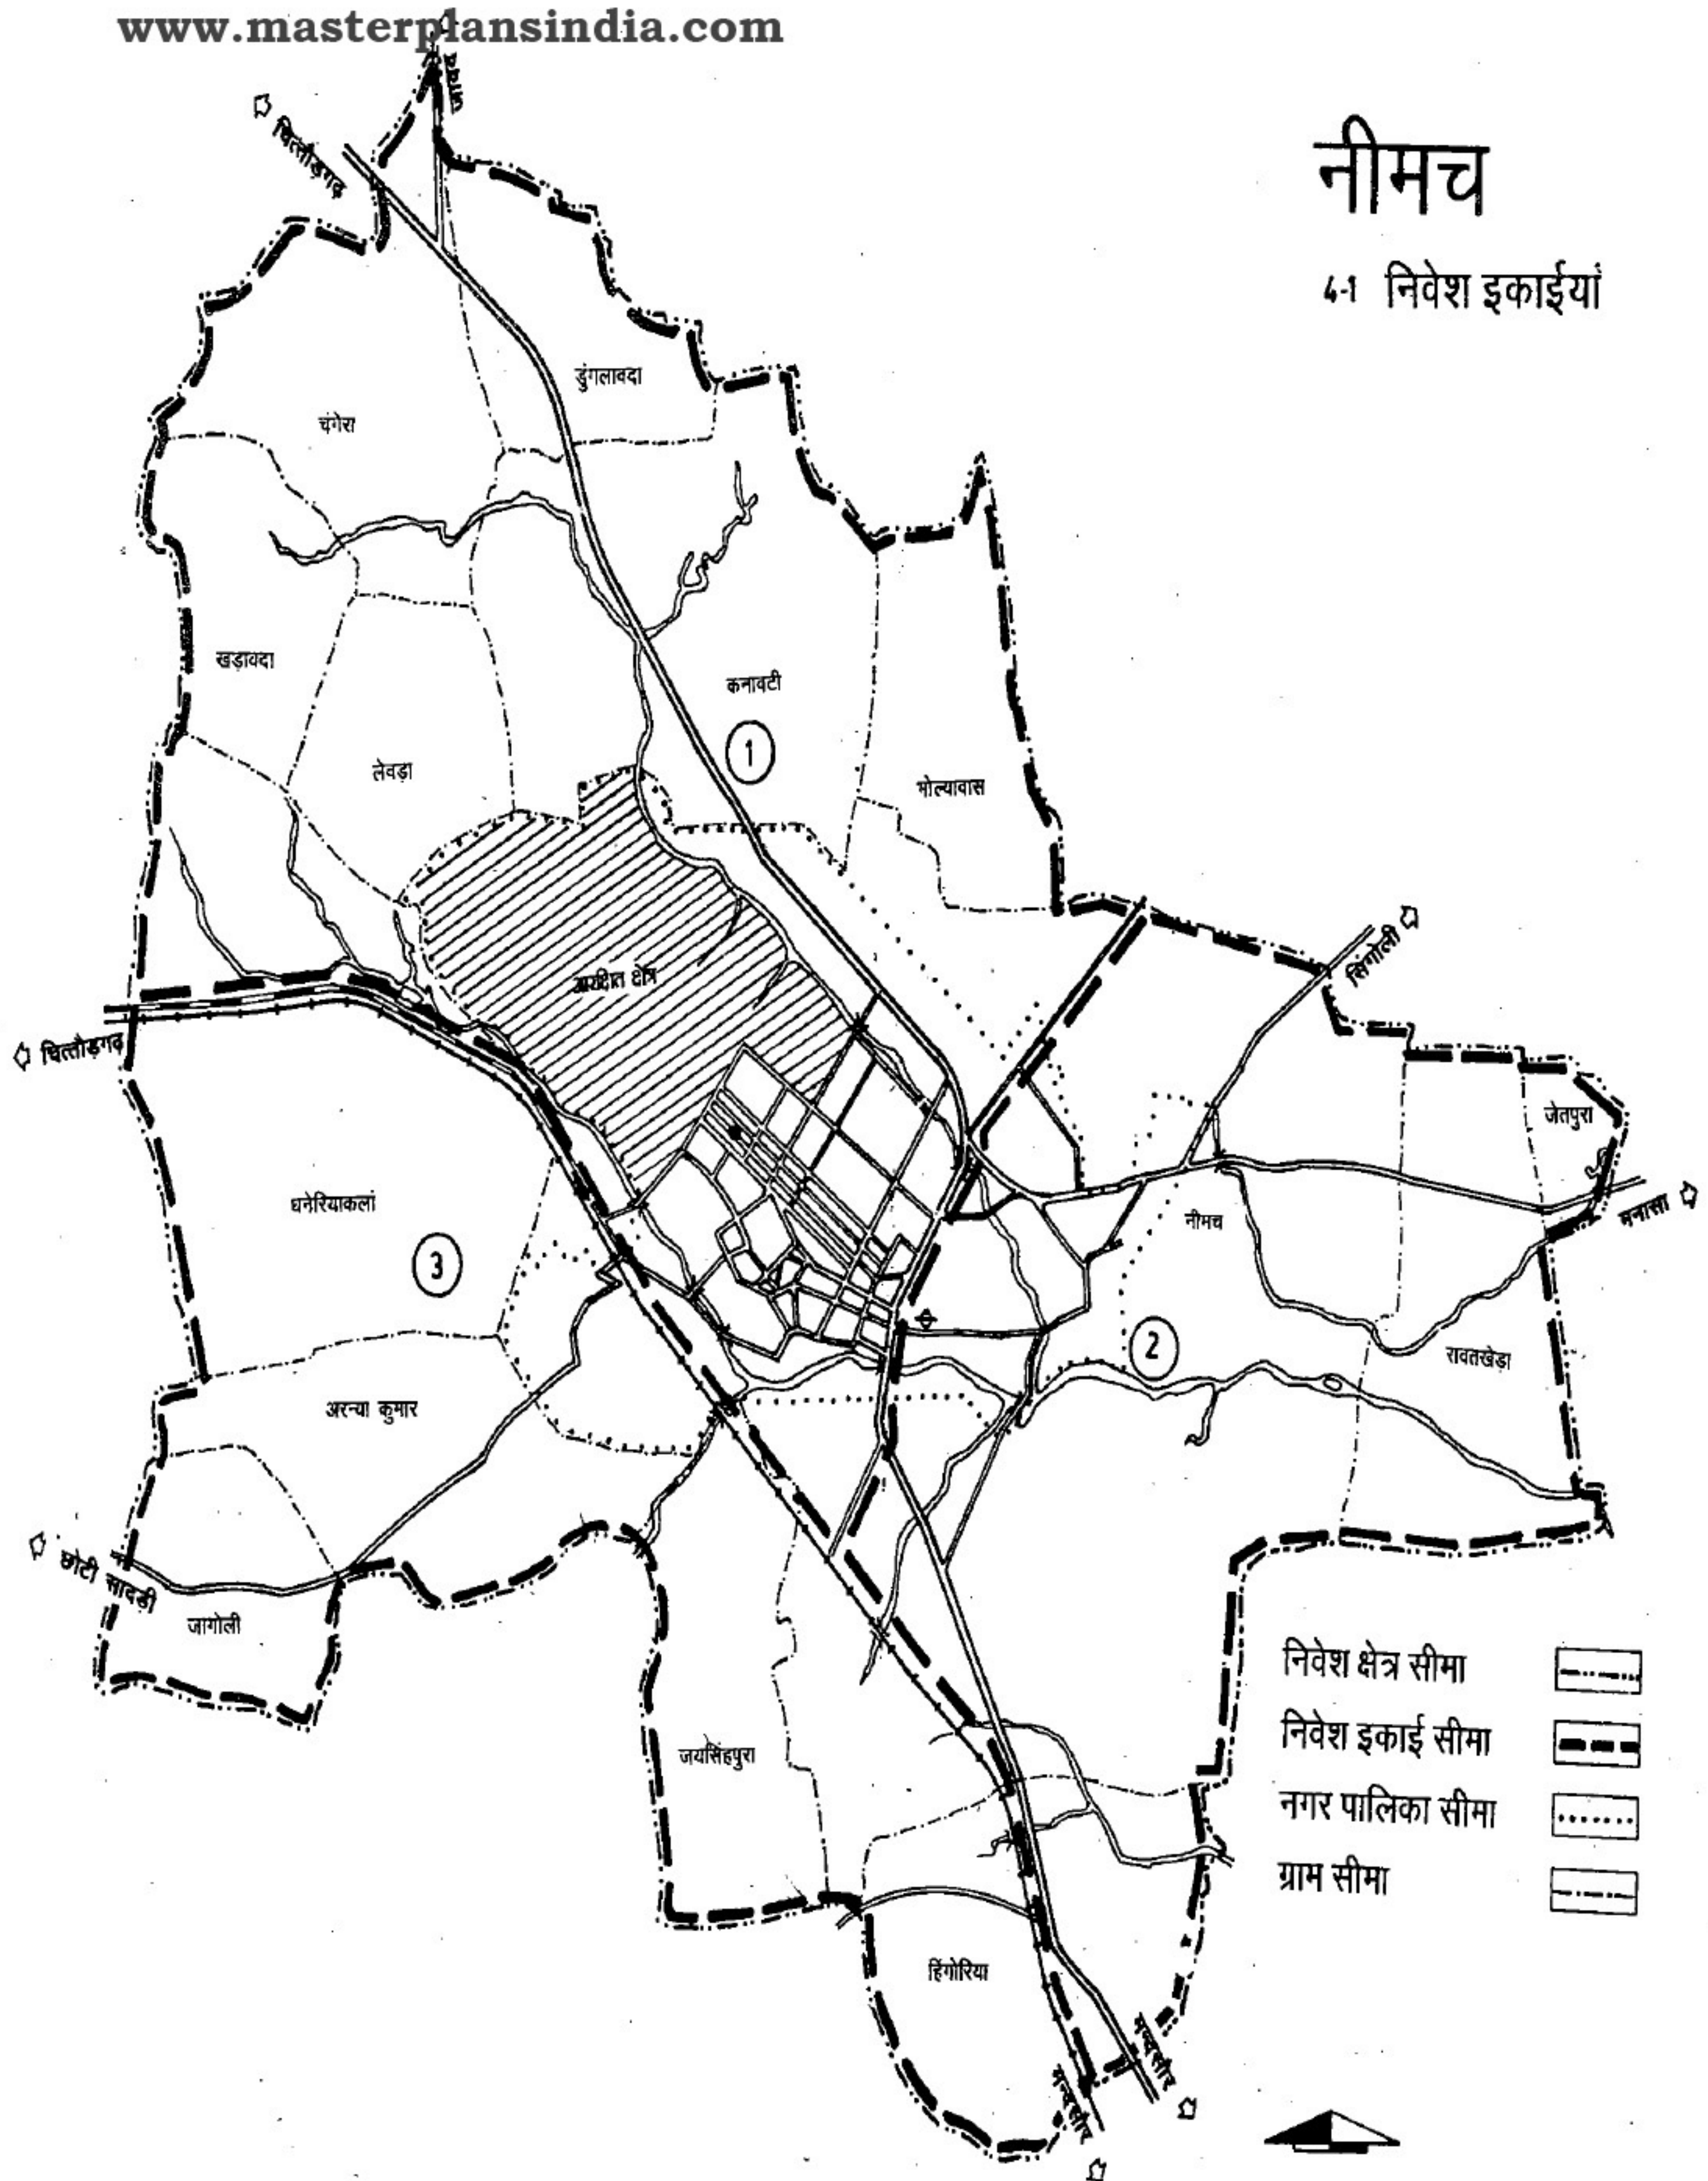 www.masterplansindia.com
जावद
चित्तौड़गढ़
नीमच
4-1 निवेश इकाईयां
डुंगलावदा
चंगेरा
खड़ावदा
कनावटी
1
लेवड़ा
भोल्यावास
सिंगोली
आरक्षित क्षेत्र
चित्तौड़गढ़
जेतपुरा
धनेरियाकलां
मनासा
नीमच
3
2
रावतखेड़ा
अरन्या कुमार
छोटी सादड़ी
जागोली
निवेश क्षेत्र सीमा
निवेश इकाई सीमा
जयसिंहपुरा
नगर पालिका सीमा
ग्राम सीमा
हिंगोरिया
मन्दसौर
मन्दसौर